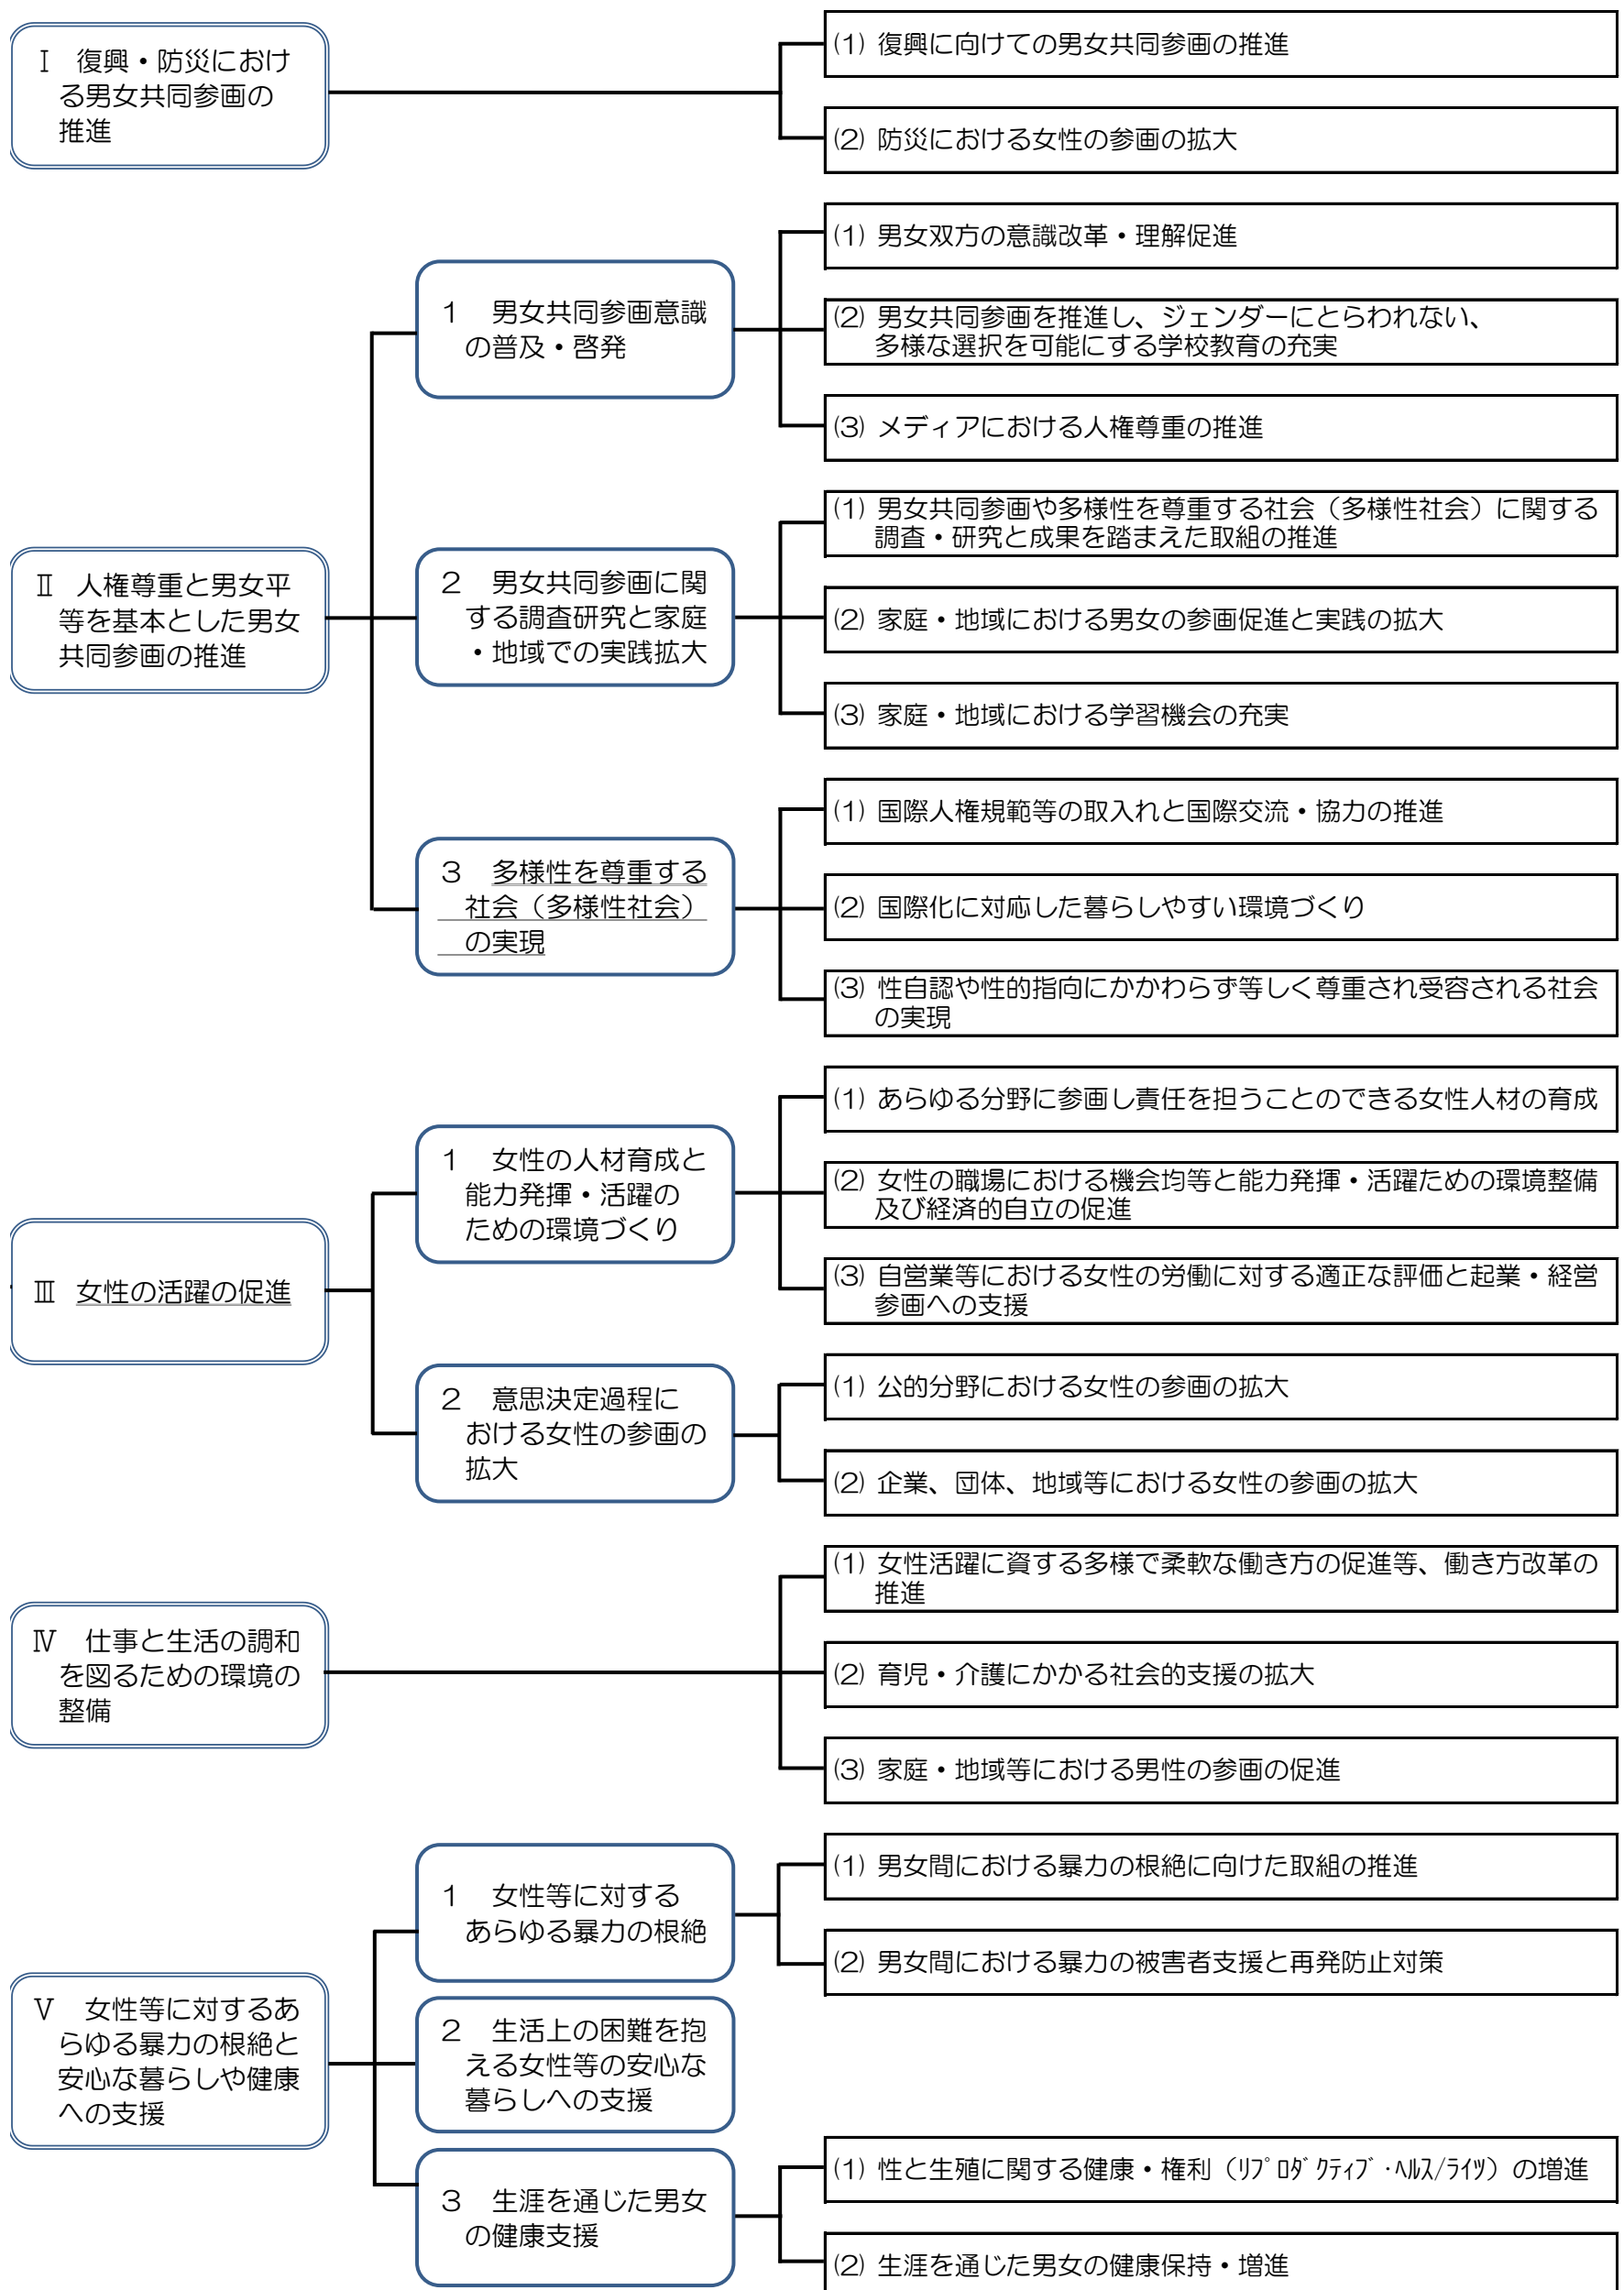 Ⅰ 復興・防災におけ
る男女共同参画の
推進
(1) 復興に向けての男女共同参画の推進
(2) 防災における女性の参画の拡大
Ⅱ 人権尊重と男女平
等を基本とした男女
共同参画の推進
1 男女共同参画意識
の普及・啓発
(1) 男女双方の意識改革・理解促進
(2) 男女共同参画を推進し、ジェンダーにとらわれない、
多様な選択を可能にする学校教育の充実
(3) メディアにおける人権尊重の推進
2 男女共同参画に関
する調査研究と家庭
・地域での実践拡大
(1) 男女共同参画や多様性を尊重する社会（多様性社会）に関する
調査・研究と成果を踏まえた取組の推進
(2) 家庭・地域における男女の参画促進と実践の拡大
(3) 家庭・地域における学習機会の充実
3 多様性を尊重する
社会（多様性社会）
の実現
(1) 国際人権規範等の取入れと国際交流・協力の推進
(2) 国際化に対応した暮らしやすい環境づくり
(3) 性自認や性的指向にかかわらず等しく尊重され受容される社会
の実現
Ⅲ 女性の活躍の促進
1 女性の人材育成と
能力発揮・活躍の
ための環境づくり
(1) あらゆる分野に参画し責任を担うことのできる女性人材の育成
(2) 女性の職場における機会均等と能力発揮・活躍ための環境整備
及び経済的自立の促進
(3) 自営業等における女性の労働に対する適正な評価と起業・経営
参画への支援
2 意思決定過程に
おける女性の参画の
拡大
(1) 公的分野における女性の参画の拡大
(2) 企業、団体、地域等における女性の参画の拡大
Ⅳ 仕事と生活の調和
を図るための環境の
整備
(1) 女性活躍に資する多様で柔軟な働き方の促進等、働き方改革の
推進
(2) 育児・介護にかかる社会的支援の拡大
(3) 家庭・地域等における男性の参画の促進
Ⅴ 女性等に対するあ
らゆる暴力の根絶と
安心な暮らしや健康
への支援
1 女性等に対する
あらゆる暴力の根絶
(1) 男女間における暴力の根絶に向けた取組の推進
(2) 男女間における暴力の被害者支援と再発防止対策
2 生活上の困難を抱
える女性等の安心な
暮らしへの支援
3 生涯を通じた男女
の健康支援
(1) 性と生殖に関する健康・権利（ﾘﾌﾟﾛﾀﾞｸﾃｨﾌﾞ･ﾍﾙｽ/ﾗｲﾂ）の増進
(2) 生涯を通じた男女の健康保持・増進